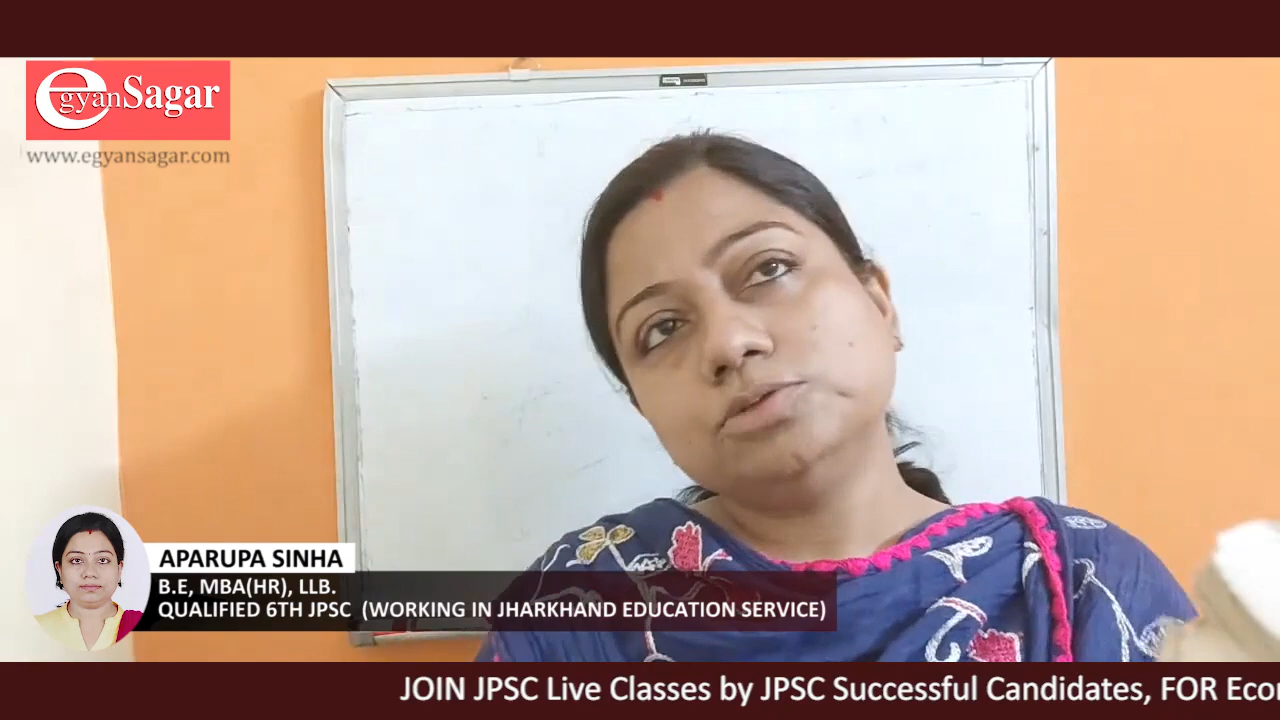 egyanSagar
www.egyansagar.com
APARUPA SINHA
B.E, MBA(HR), LLB.
QUALIFIED 6TH JPSC (WORKING IN JHARKHAND EDUCATION SERVICE)
JOIN JPSC Live Classes by JPSC Successful Candidates, FOR